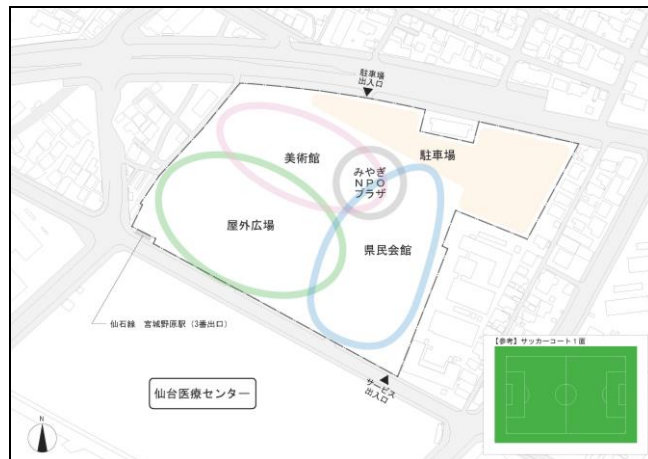 駐車場
出入口
美術館
駐車場
みやぎ
NPO
プラザ
屋外広場
県民会館
仙石線 宮城野原駅（3番出口）
【参考】サッカーコート1面
サービス
出入口
仙台医療センター
N